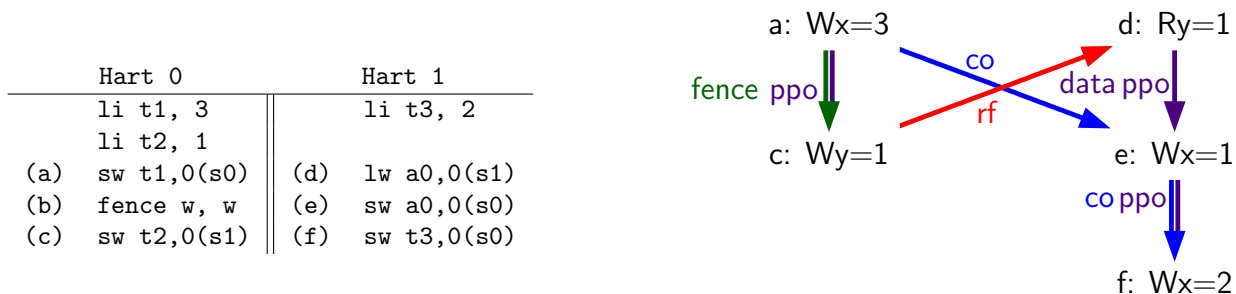 Hart 0 Hart 1
li t1, 3 li t3, 2
li t2, 1
(a) sw t1,0(s0) (d) lw a0,0(s1)
(b) fence w, w (e) sw a0,0(s0)
(c) sw t2,0(s1) (f) sw t3,0(s0)
a: Wx=3 d: Ry=1
co
fence ppo data ppo
rf
c: Wy=1 e: Wx=1
co ppo
f: Wx=2